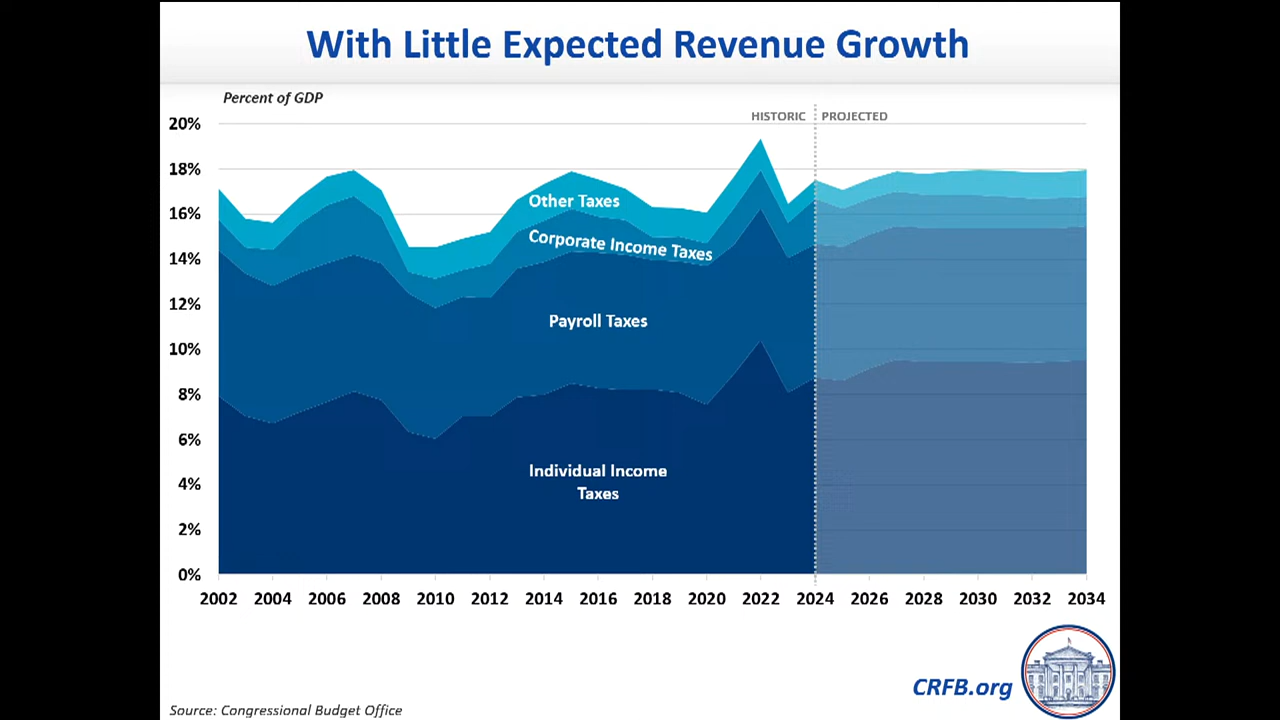 With Little Expected Revenue Growth
Percent of GDP
HISTORIC PROJECTED
20%
18%
16%
14%
12%
10%
8%
6%
4%
2%
0%
Other Taxes
Corporate Income Taxes
Payroll Taxes
Individual Income
Taxes
2002 2004 2006 2008 2010 2012 2014 2016 2018 2020 2022 2024 2026 2028 2030 2032 2034
CRFB.org
Source: Congressional Budget Office